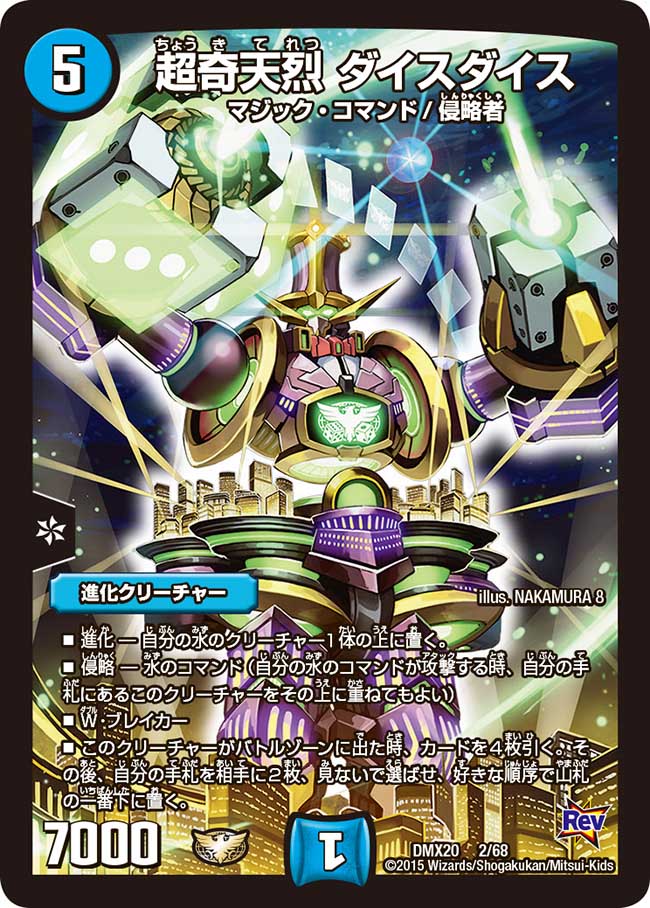 5
超奇天烈 ダイスダイス
マジック・コマンド / 侵略者
進化クリーチャー
illus. NAKAMURA 8
■ 進化 ― 自分の水のクリーチャー1体の上に置く。
■ 侵略 ― 水のコマンド (自分の水のコマンドが攻撃する時、自分の手
札にあるこのクリーチャーをその上に重ねてもよい)
■ W・ブレイカー
■ このクリーチャーがバトルゾーンに出た時、カードを4枚引く。そ
の後、自分の手札を相手に2枚、見ないで選ばせ、好きな順序で山札
の一番下に置く。
7000
1
Rev
DMX20 2/68
©2015 Wizards/Shogakukan/Mitsui-Kids